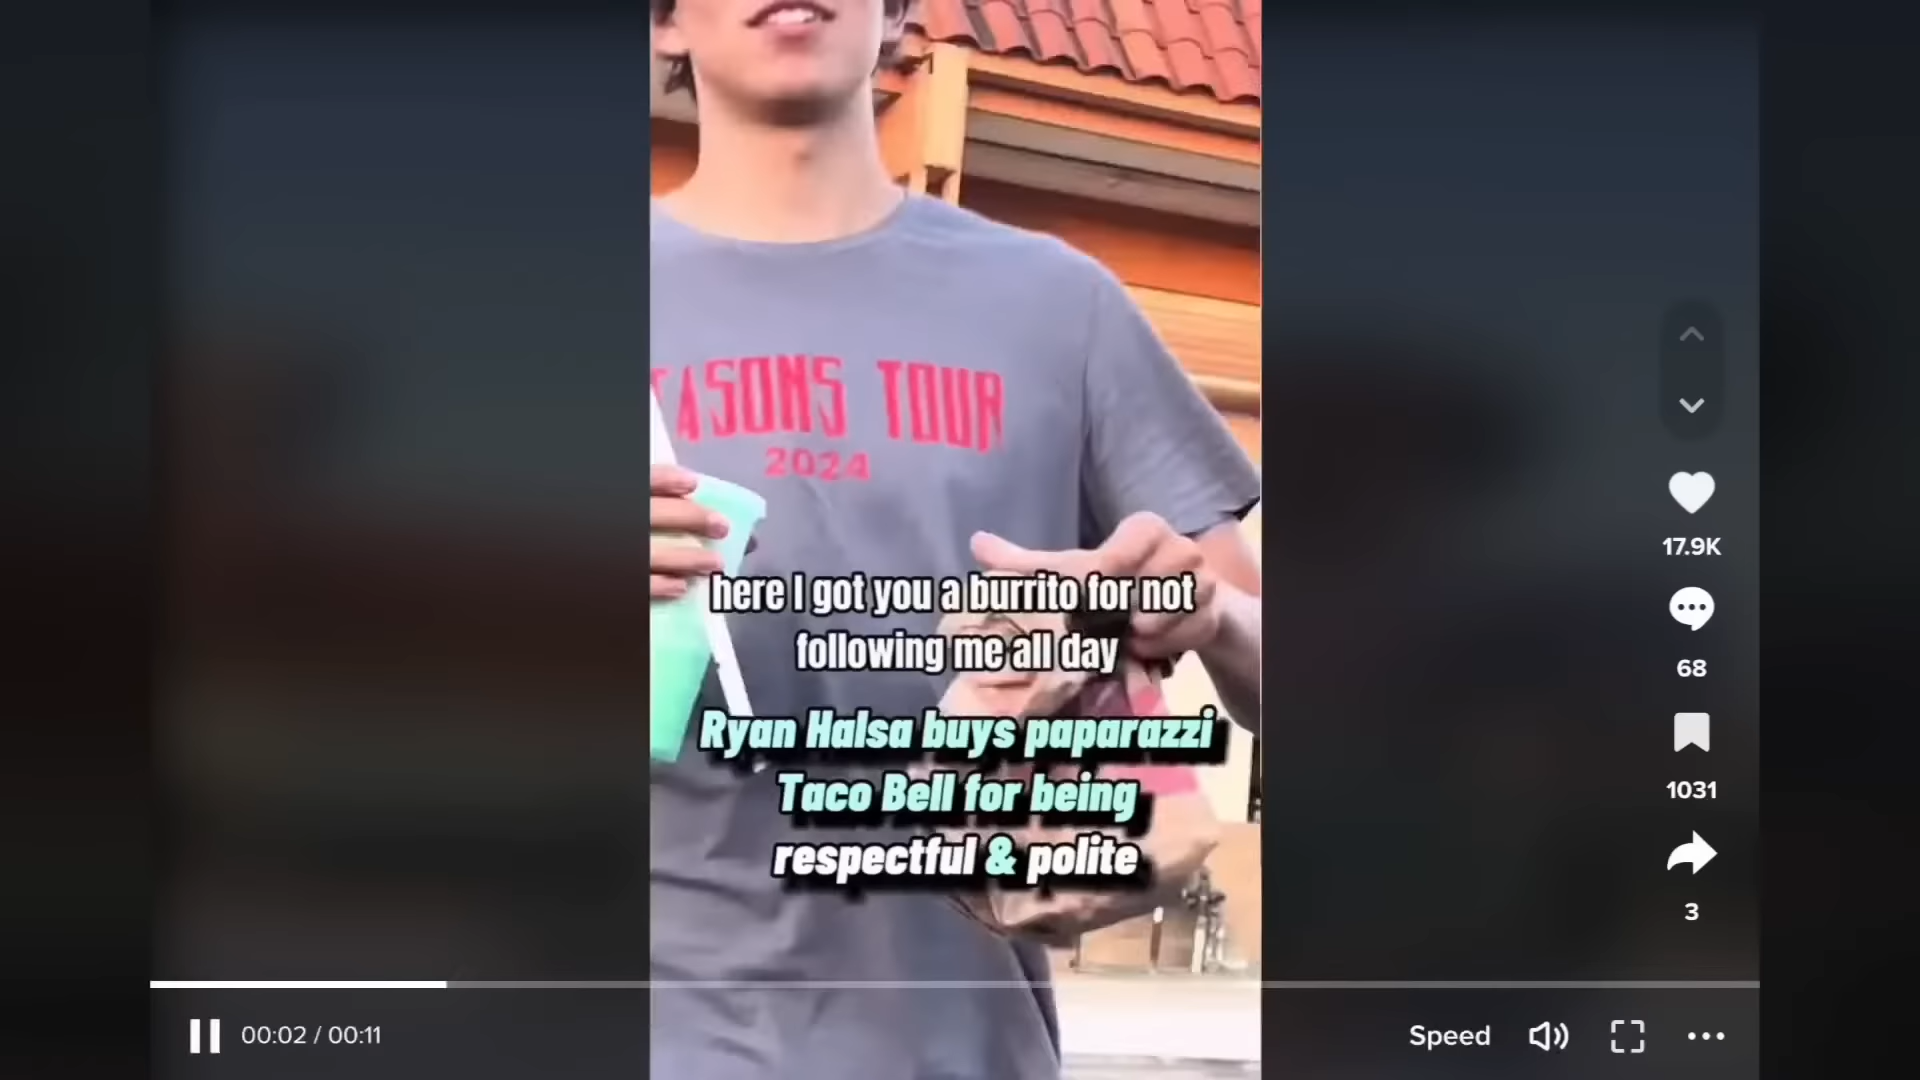 EASONS TOUR
2024
here I got you a burrito for not
following me all day
Ryan Halsa buys paparazzi
Taco Bell for being
respectful & polite
17.9K
68
1031
3
00:02 / 00:11
Speed